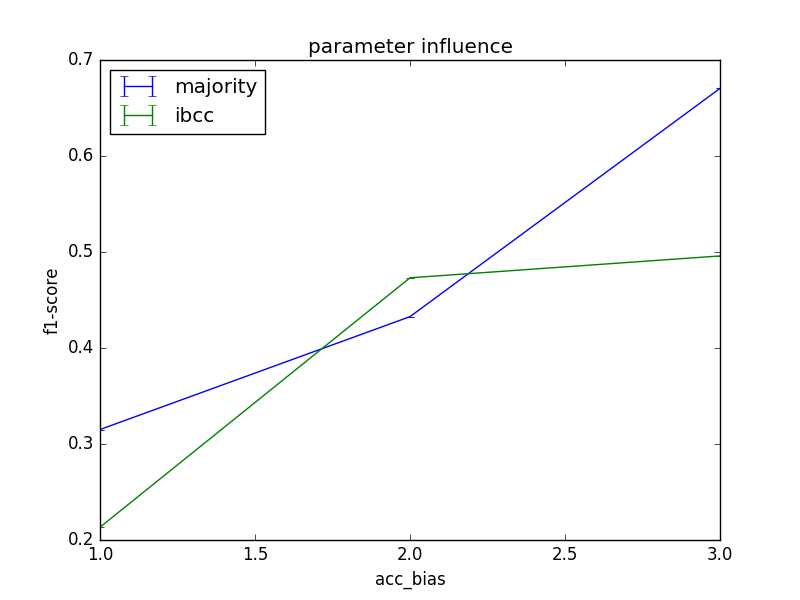 parameter influence
majority
ibcc
0.7
0.6
0.5
0.4
0.3
0.2
f1-score
1.0 1.5 2.0 2.5 3.0
acc_bias